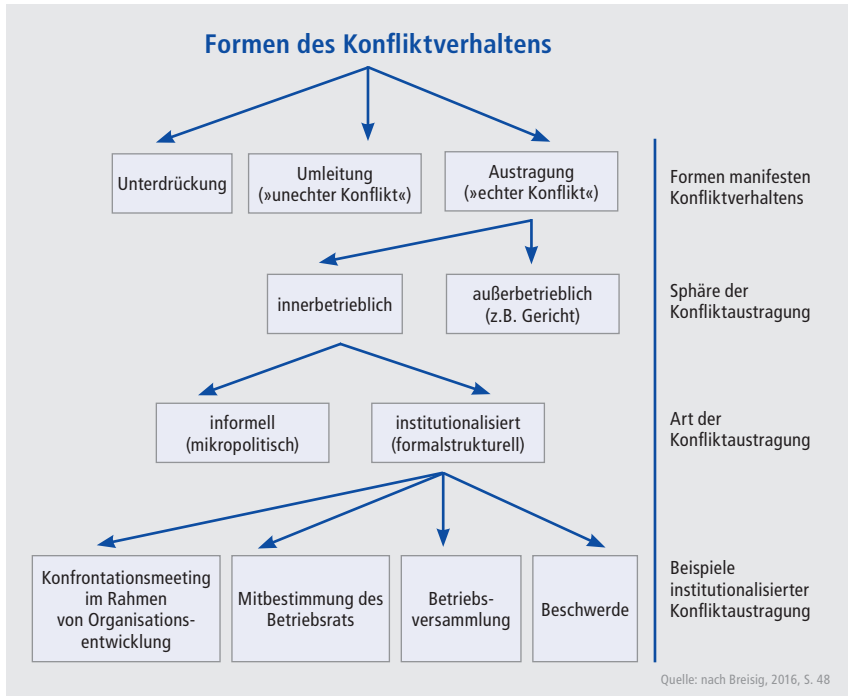 Formen des Konfliktverhaltens
Unterdrückung
Umleitung
(»unechter Konflikt«)
Austragung
(»echter Konflikt«)
Formen manifesten
Konfliktverhaltens
innerbetrieblich
außerbetrieblich
(z.B. Gericht)
Sphäre der
Konfliktaustragung
informell
(mikropolitisch)
institutionalisiert
(formalstrukturell)
Art der
Konfliktaustragung
Konfrontationsmeeting
im Rahmen
von Organisations-
entwicklung
Mitbestimmung des
Betriebsrats
Betriebs-
versammlung
Beschwerde
Beispiele
institutionalisierter
Konfliktaustragung
Quelle: nach Breisig, 2016, S. 48